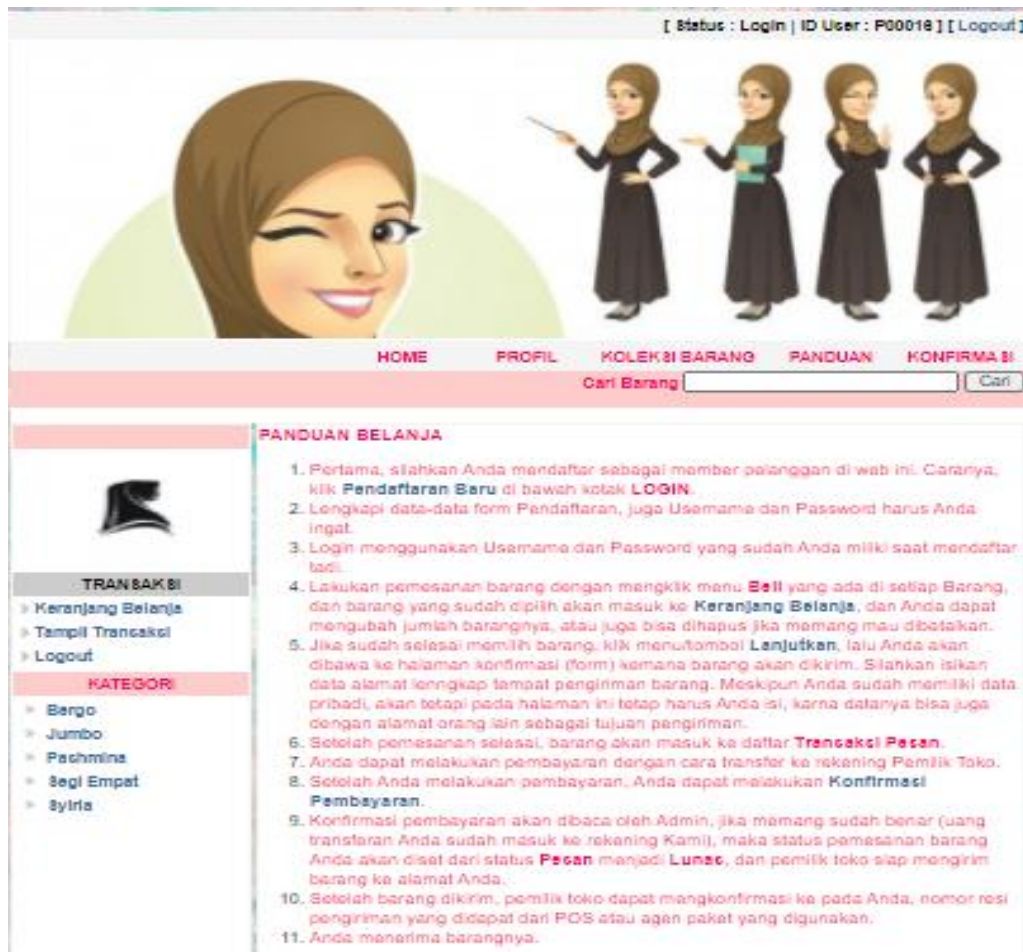 [ Status : Login | ID User : P00016 ] [ Logout ]
HOME PROFIL KOLEKSI BARANG PANDUAN KONFIRMASI
Cari Barang Cari
TRANSAKSI
Keranjang Belanja
Tampil Transaksi
Logout
KATEGORI
Bergo
Jumbo
Pashmina
Segi Empat
Syiria
PANDUAN BELANJA
1. Pertama, silahkan Anda mendaftar sebagai member pelanggan di web ini. Caranya,
klik Pendaftaran Baru di bawah kotak LOGIN.
2. Lengkapi data-data form Pendaftaran, juga Username dan Password harus Anda
ingat.
3. Login menggunakan Username dan Password yang sudah Anda miliki saat mendaftar
tadi.
4. Lakukan pemesanan barang dengan mengklik menu Beli yang ada di setiap Barang,
dan barang yang sudah dipilih akan masuk ke Keranjang Belanja, dan Anda dapat
mengubah jumlah barangnya, atau juga bisa dihapus jika memang mau dibatalkan.
5. Jika sudah selesai memilih barang, klik menu/tombol Lanjutkan, lalu Anda akan
dibawa ke halaman konfirmasi (form) kemana barang akan dikirim. Silahkan isikan
data alamat lenngkap tempat pengiriman barang. Meskipun Anda sudah memiliki data
pribadi, akan tetapi pada halaman ini tetap harus Anda isi, karna datanya bisa juga
dengan alamat orang lain sebagai tujuan pengiriman.
6. Setelah pemesanan selesai, barang akan masuk ke daftar Transaksi Pesan.
7. Anda dapat melakukan pembayaran dengan cara transfer ke rekening Pemilik Toko.
8. Setelah Anda melakukan pembayaran, Anda dapat melakukan Konfirmasi
Pembayaran.
9. Konfirmasi pembayaran akan dibaca oleh Admin, jika memang sudah benar (uang
transferan Anda sudah masuk ke rekening Kami), maka status pemesanan barang
Anda akan diset dari status Pesan menjadi Lunas, dan pemilik toko siap mengirim
barang ke alamat Anda.
10. Setelah barang dikirim, pemilik toko dapat mengkonfirmasi ke pada Anda, nomor resi
pengiriman yang didapat dari POS atau agen paket yang digunakan.
11. Anda menerima barangnya.